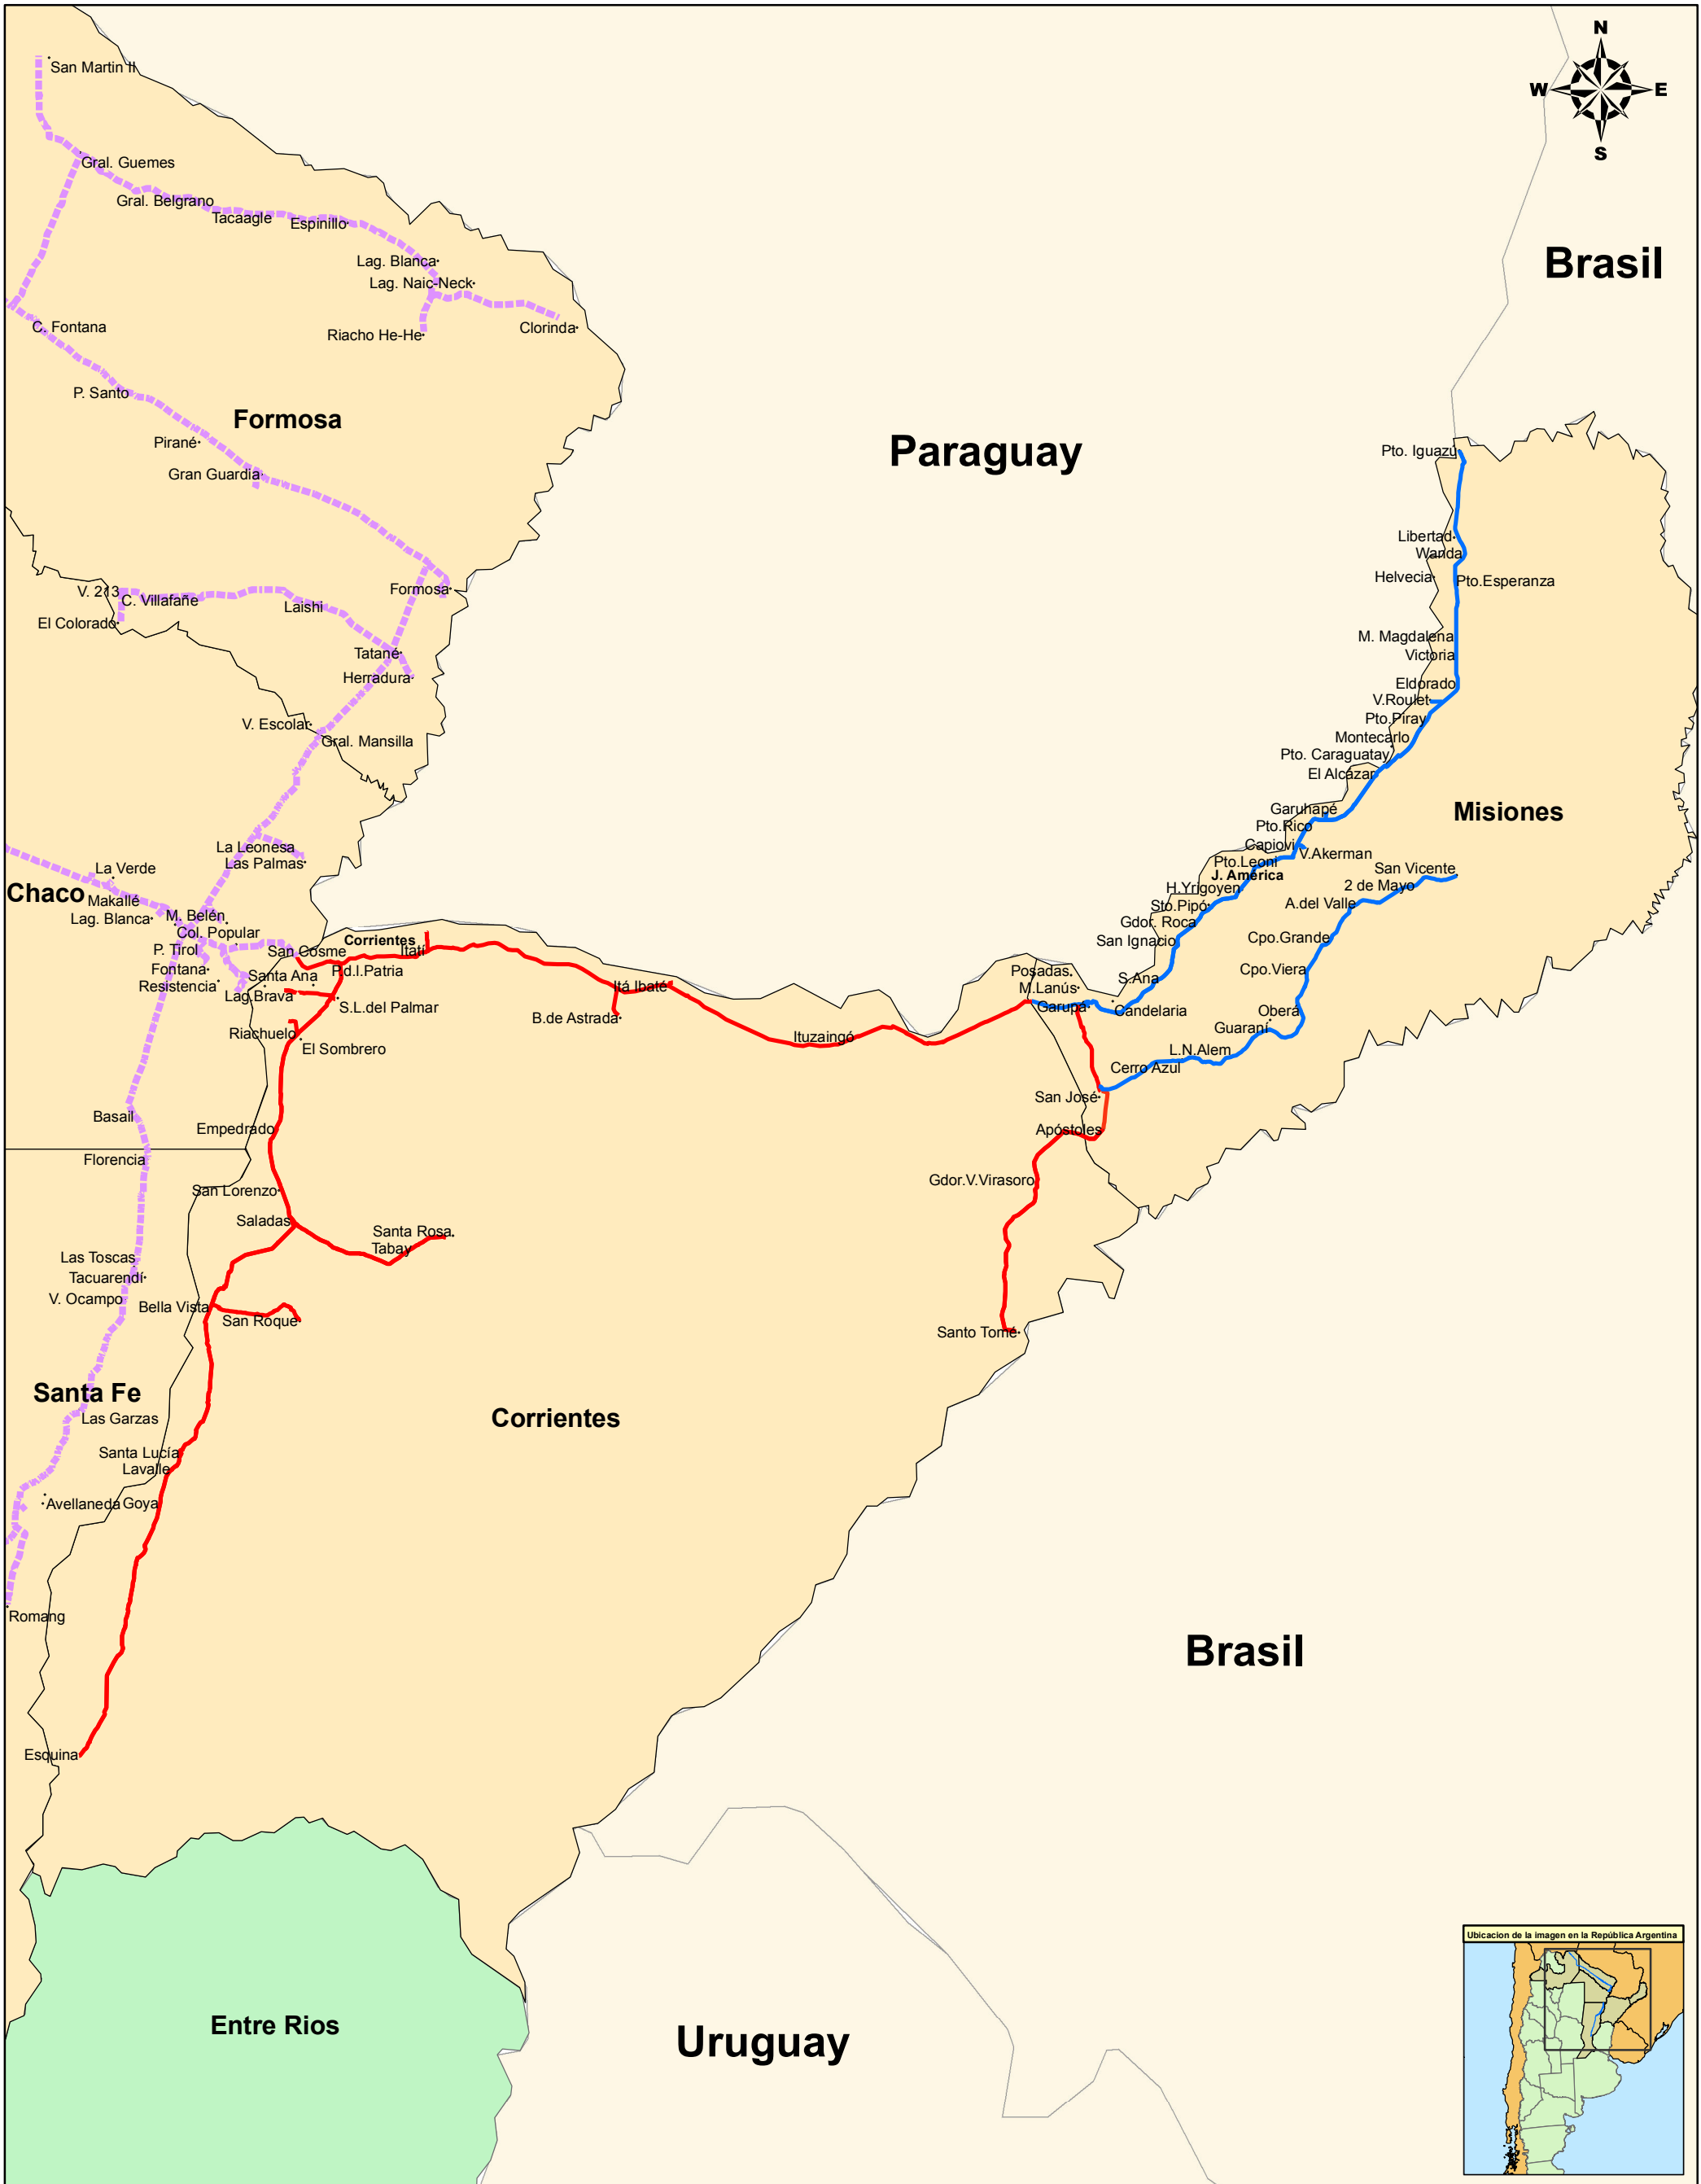 N
W
E
S
San Martin II
Gral. Guemes
Gral. Belgrano
Tacaagle
Espinillo
Brasil
Lag. Blanca
Lag. Naic-Neck
C. Fontana
Riacho He-He
Clorinda
P. Santo
Formosa
Pirané
Paraguay
Pto. Iguazú
Gran Guardia
Libertad
Wanda
Helvecia
Pto.Esperanza
V. 213
C. Villafañe
Laishi
Formosa
El Colorado
M. Magdalena
Victoria
Tatané
Herradura
Eldorado
V.Roulet
Pto.Piray
V. Escolar
Gral. Mansilla
Montecarlo
Pto. Caraguatay
El Alcázar
Garuhapé
Misiones
Pto.Rico
Capiovi
V.Akerman
La Leonesa
Las Palmas
Pto.Leoni
J. América
San Vicente
La Verde
2 de Mayo
Chaco
Makallé
H.Yrigoyen
Sto.Pipó
A.del Valle
Lag. Blanca
M. Belén
Gdor. Roca
Col. Popular
Corrientes
San Ignacio
Cpo.Grande
P. Tirol
San Cosme
Itatí
Fontana
P.d.l.Patria
Posadas
Cpo.Viera
Santa Ana
S.Ana
Resistencia
Itá Ibaté
M.Lanús
Lag.Brava
S.L.del Palmar
Garupá
Candelaria
Oberá
B.de Astrada
Guaraní
Riachuelo
Ituzaingó
El Sombrero
L.N.Alem
Cerro Azul
San José
Basail
Empedrado
Apóstoles
Florencia
Gdor.V.Virasoro
San Lorenzo
Saladas
Santa Rosa
Tabay
Las Toscas
Tacuarendí
V. Ocampo
Bella Vista
San Roque
Santo Tomé
Santa Fe
Las Garzas
Corrientes
Santa Lucía
Lavalle
Avellaneda
Goya
Romang
Brasil
Esquina
Ubicacion de la imagen en la República Argentina
Entre Rios
Uruguay